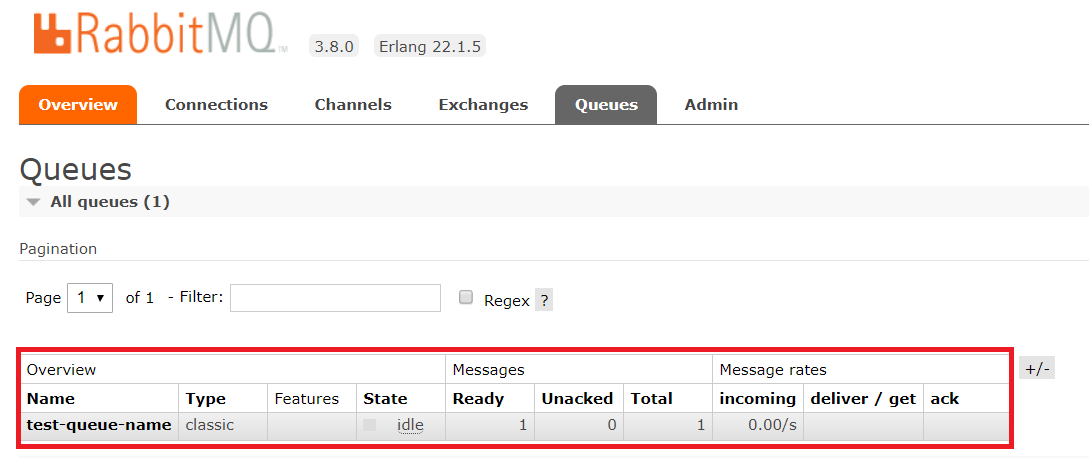 RabbitMQ TM 3.8.0 Erlang 22.1.5
Overview Connections Channels Exchanges Queues Admin
Queues
All queues (1)
Pagination
Page 1 of 1 - Filter: Regex ?
Overview Messages Message rates +/-
Name Type Features State Ready Unacked Total incoming deliver / get ack
test-queue-name classic idle 1 0 1 0.00/s